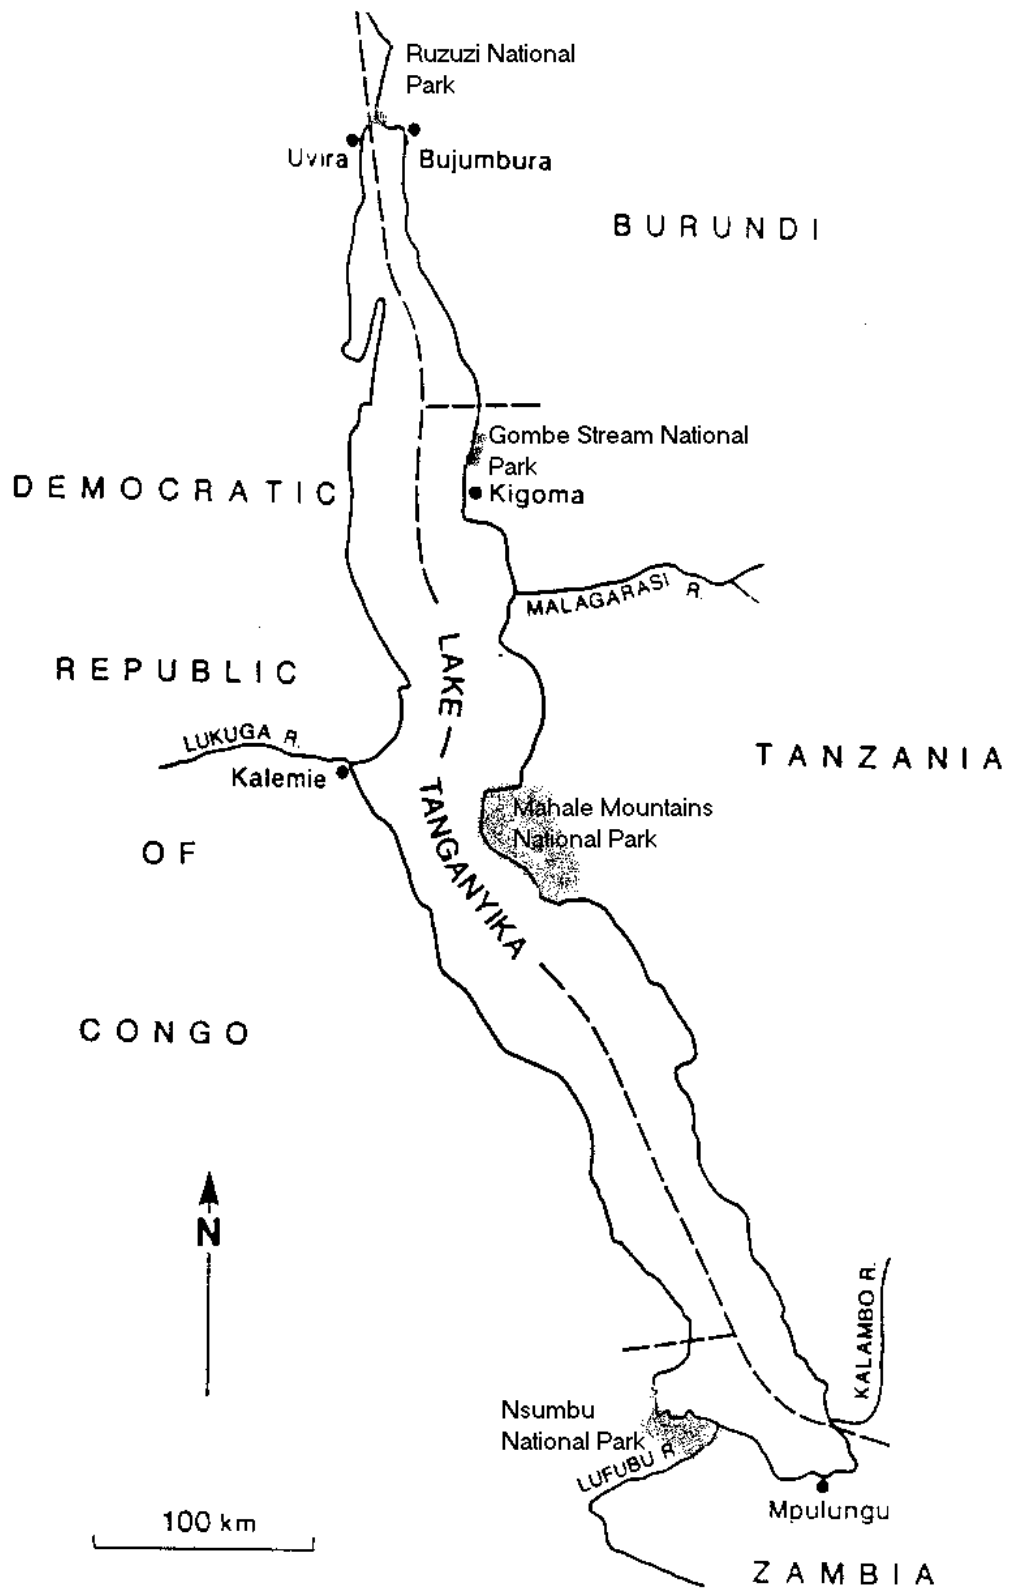 Ruzuzi National
Park
Uvira
Bujumbura
BURUNDI
Gombe Stream National
Park
DEMOCRATIC
Kigoma
MALAGARASI R.
LAKE
REPUBLIC
LUKUGA R.
TANZANIA
Kalemie
TANGANYIKA
Mahale Mountains
National Park
OF
CONGO
N
KALAMBO R.
Nsumbu
National Park
LUFUBU R
Mpulungu
100 km
ZAMBIA